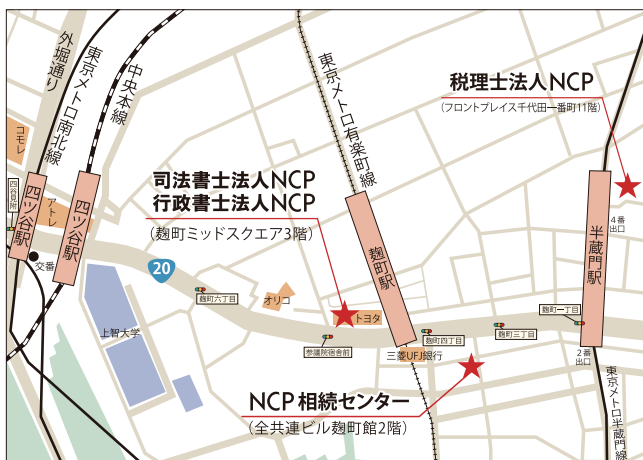 外堀通り
東京メトロ南北線
中央本線
コモレ
四谷見附
四ツ谷駅
アトレ
四ツ谷駅
交番
上智大学
20
麹町六丁目
オリコ
司法書士法人NCP
行政書士法人NCP
(麹町ミッドスクエア3階)
東京メトロ有楽町線
麹町駅
トヨタ
参議院宿舎前
三菱UFJ銀行
麹町四丁目
麹町三丁目
麹町一丁目
税理士法人NCP
(フロントプレイス千代田一番町11階)
4番
出口
半蔵門駅
2番
出口
東京メトロ半蔵門線
NCP相続センター
(全共連ビル麹町館2階)